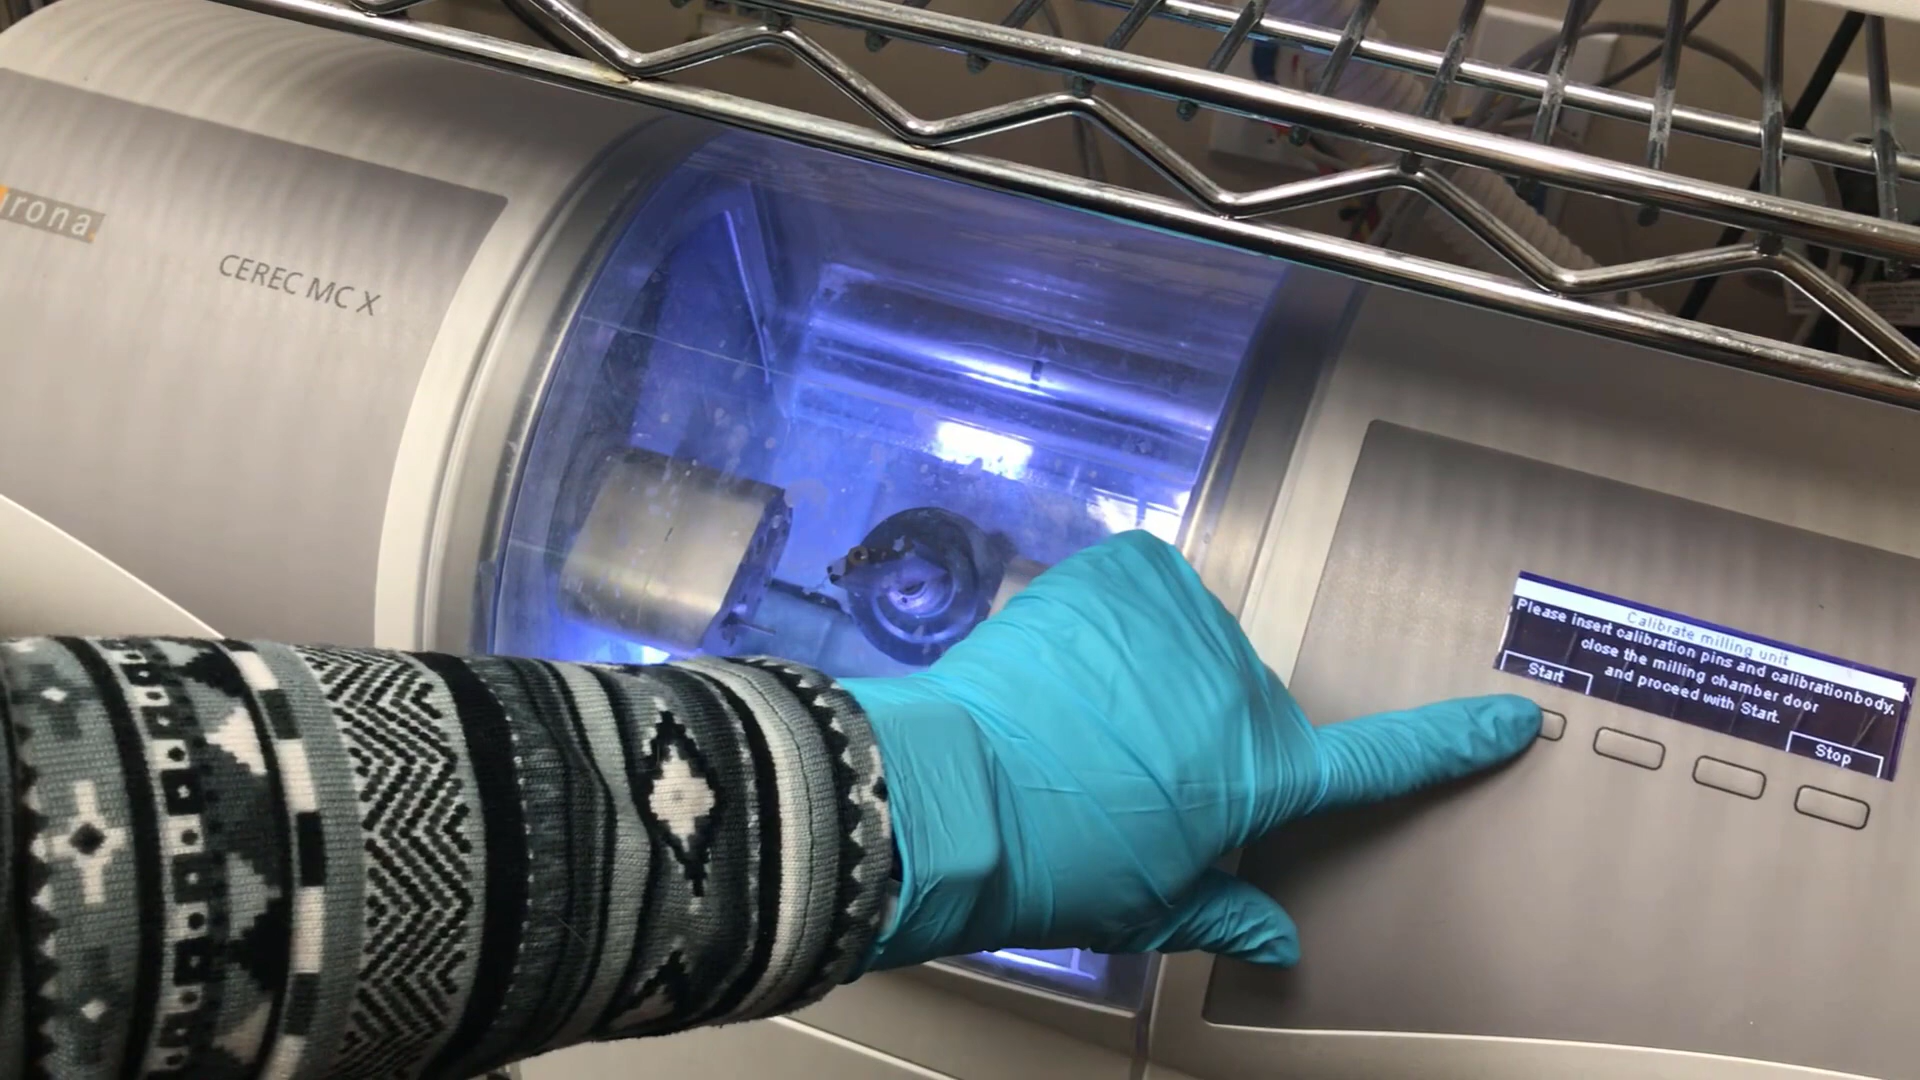 irona
CEREC MC X
Calibrate milling unit
Please insert calibration pins and calibrationbody,
close the milling chamber door
and proceed with Start.
Start
Stop